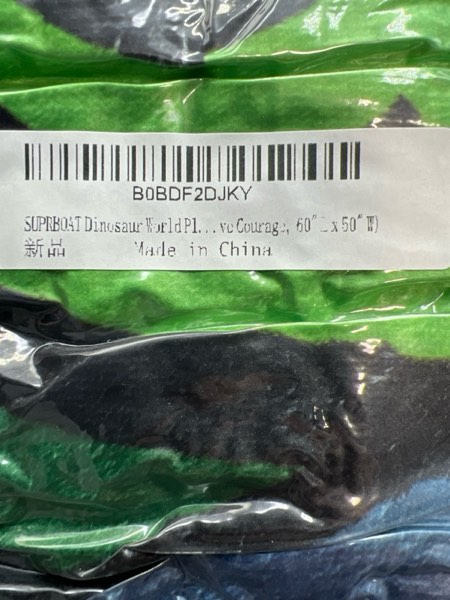 B0BDF2DJKY
SUPRBOAT Dinosaur World Pl...ve Courage, 60" L x 50" W)
新品 Made in China